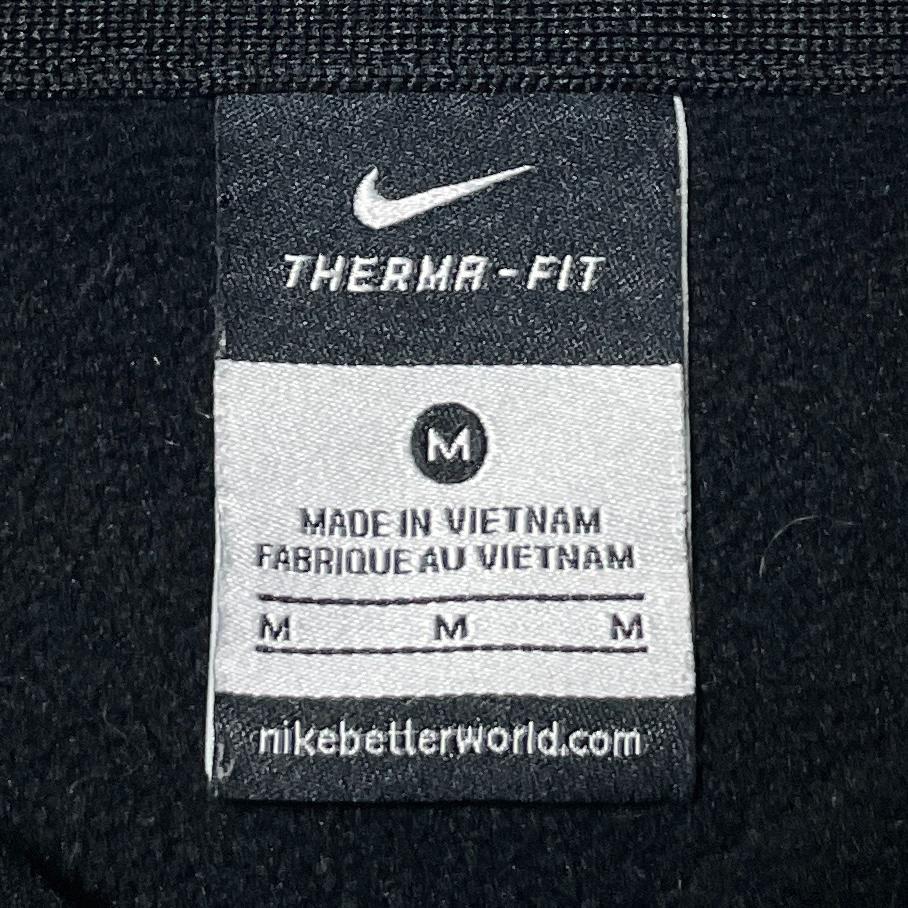 THERMA-FIT
M
MADE IN VIETNAM
FABRIQUE AU VIETNAM
M M M
nikebetterworld.com